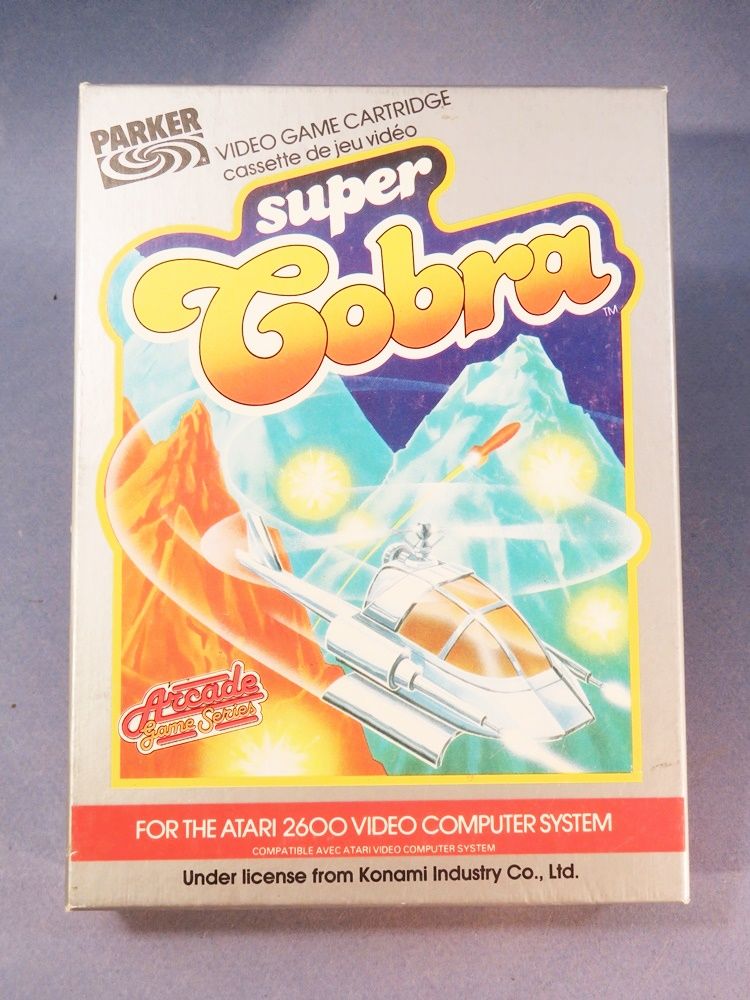 PARKER
VIDEO GAME CARTRIDGE
cassette de jeu vidéo
super
Cobra
TM
Arcade
Game Series
FOR THE ATARI 2600 VIDEO COMPUTER SYSTEM
COMPATIBLE AVEC ATARI VIDEO COMPUTER SYSTEM
Under license from Konami Industry Co., Ltd.